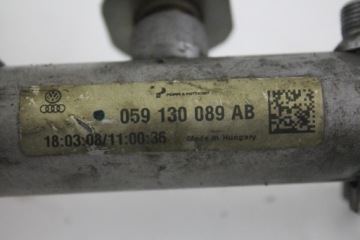 059 130 089 AB
18:03:08/11:00:36
Made in Hungary